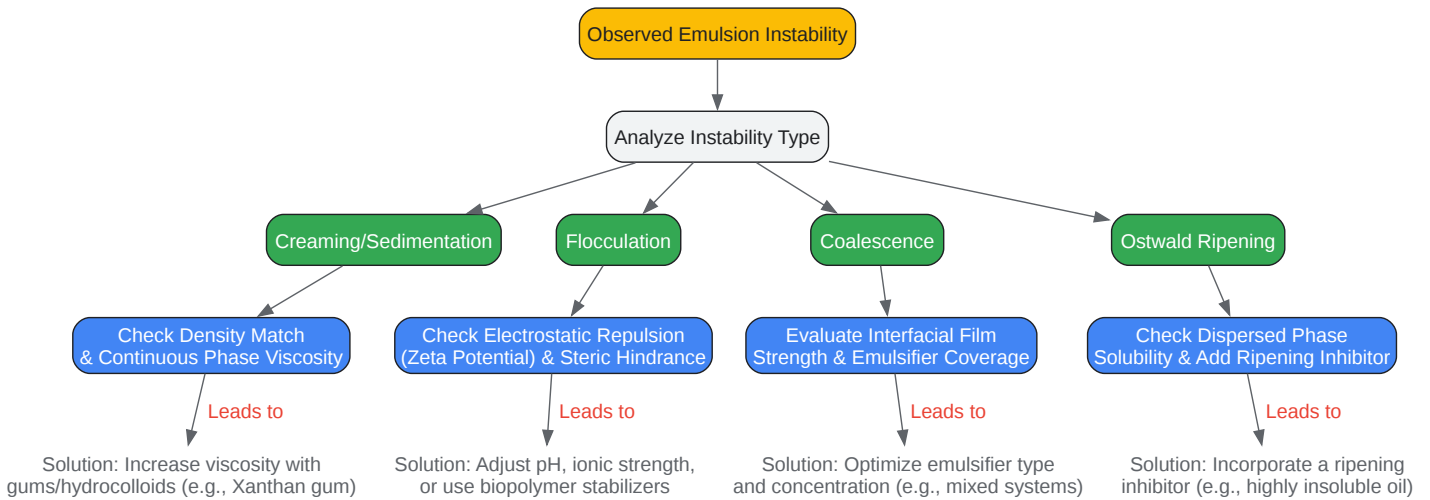 Observed Emulsion Instability
Analyze Instability Type
Creaming/Sedimentation
Flocculation
Coalescence
Ostwald Ripening
Check Density Match
& Continuous Phase Viscosity
Check Electrostatic Repulsion
(Zeta Potential) & Steric Hindrance
Evaluate Interfacial Film
Strength & Emulsifier Coverage
Check Dispersed Phase
Solubility & Add Ripening Inhibitor
Leads to
Leads to
Leads to
Leads to
Solution: Increase viscosity with
gums/hydrocolloids (e.g., Xanthan gum)
Solution: Adjust pH, ionic strength,
or use biopolymer stabilizers
Solution: Optimize emulsifier type
and concentration (e.g., mixed systems)
Solution: Incorporate a ripening
inhibitor (e.g., highly insoluble oil)